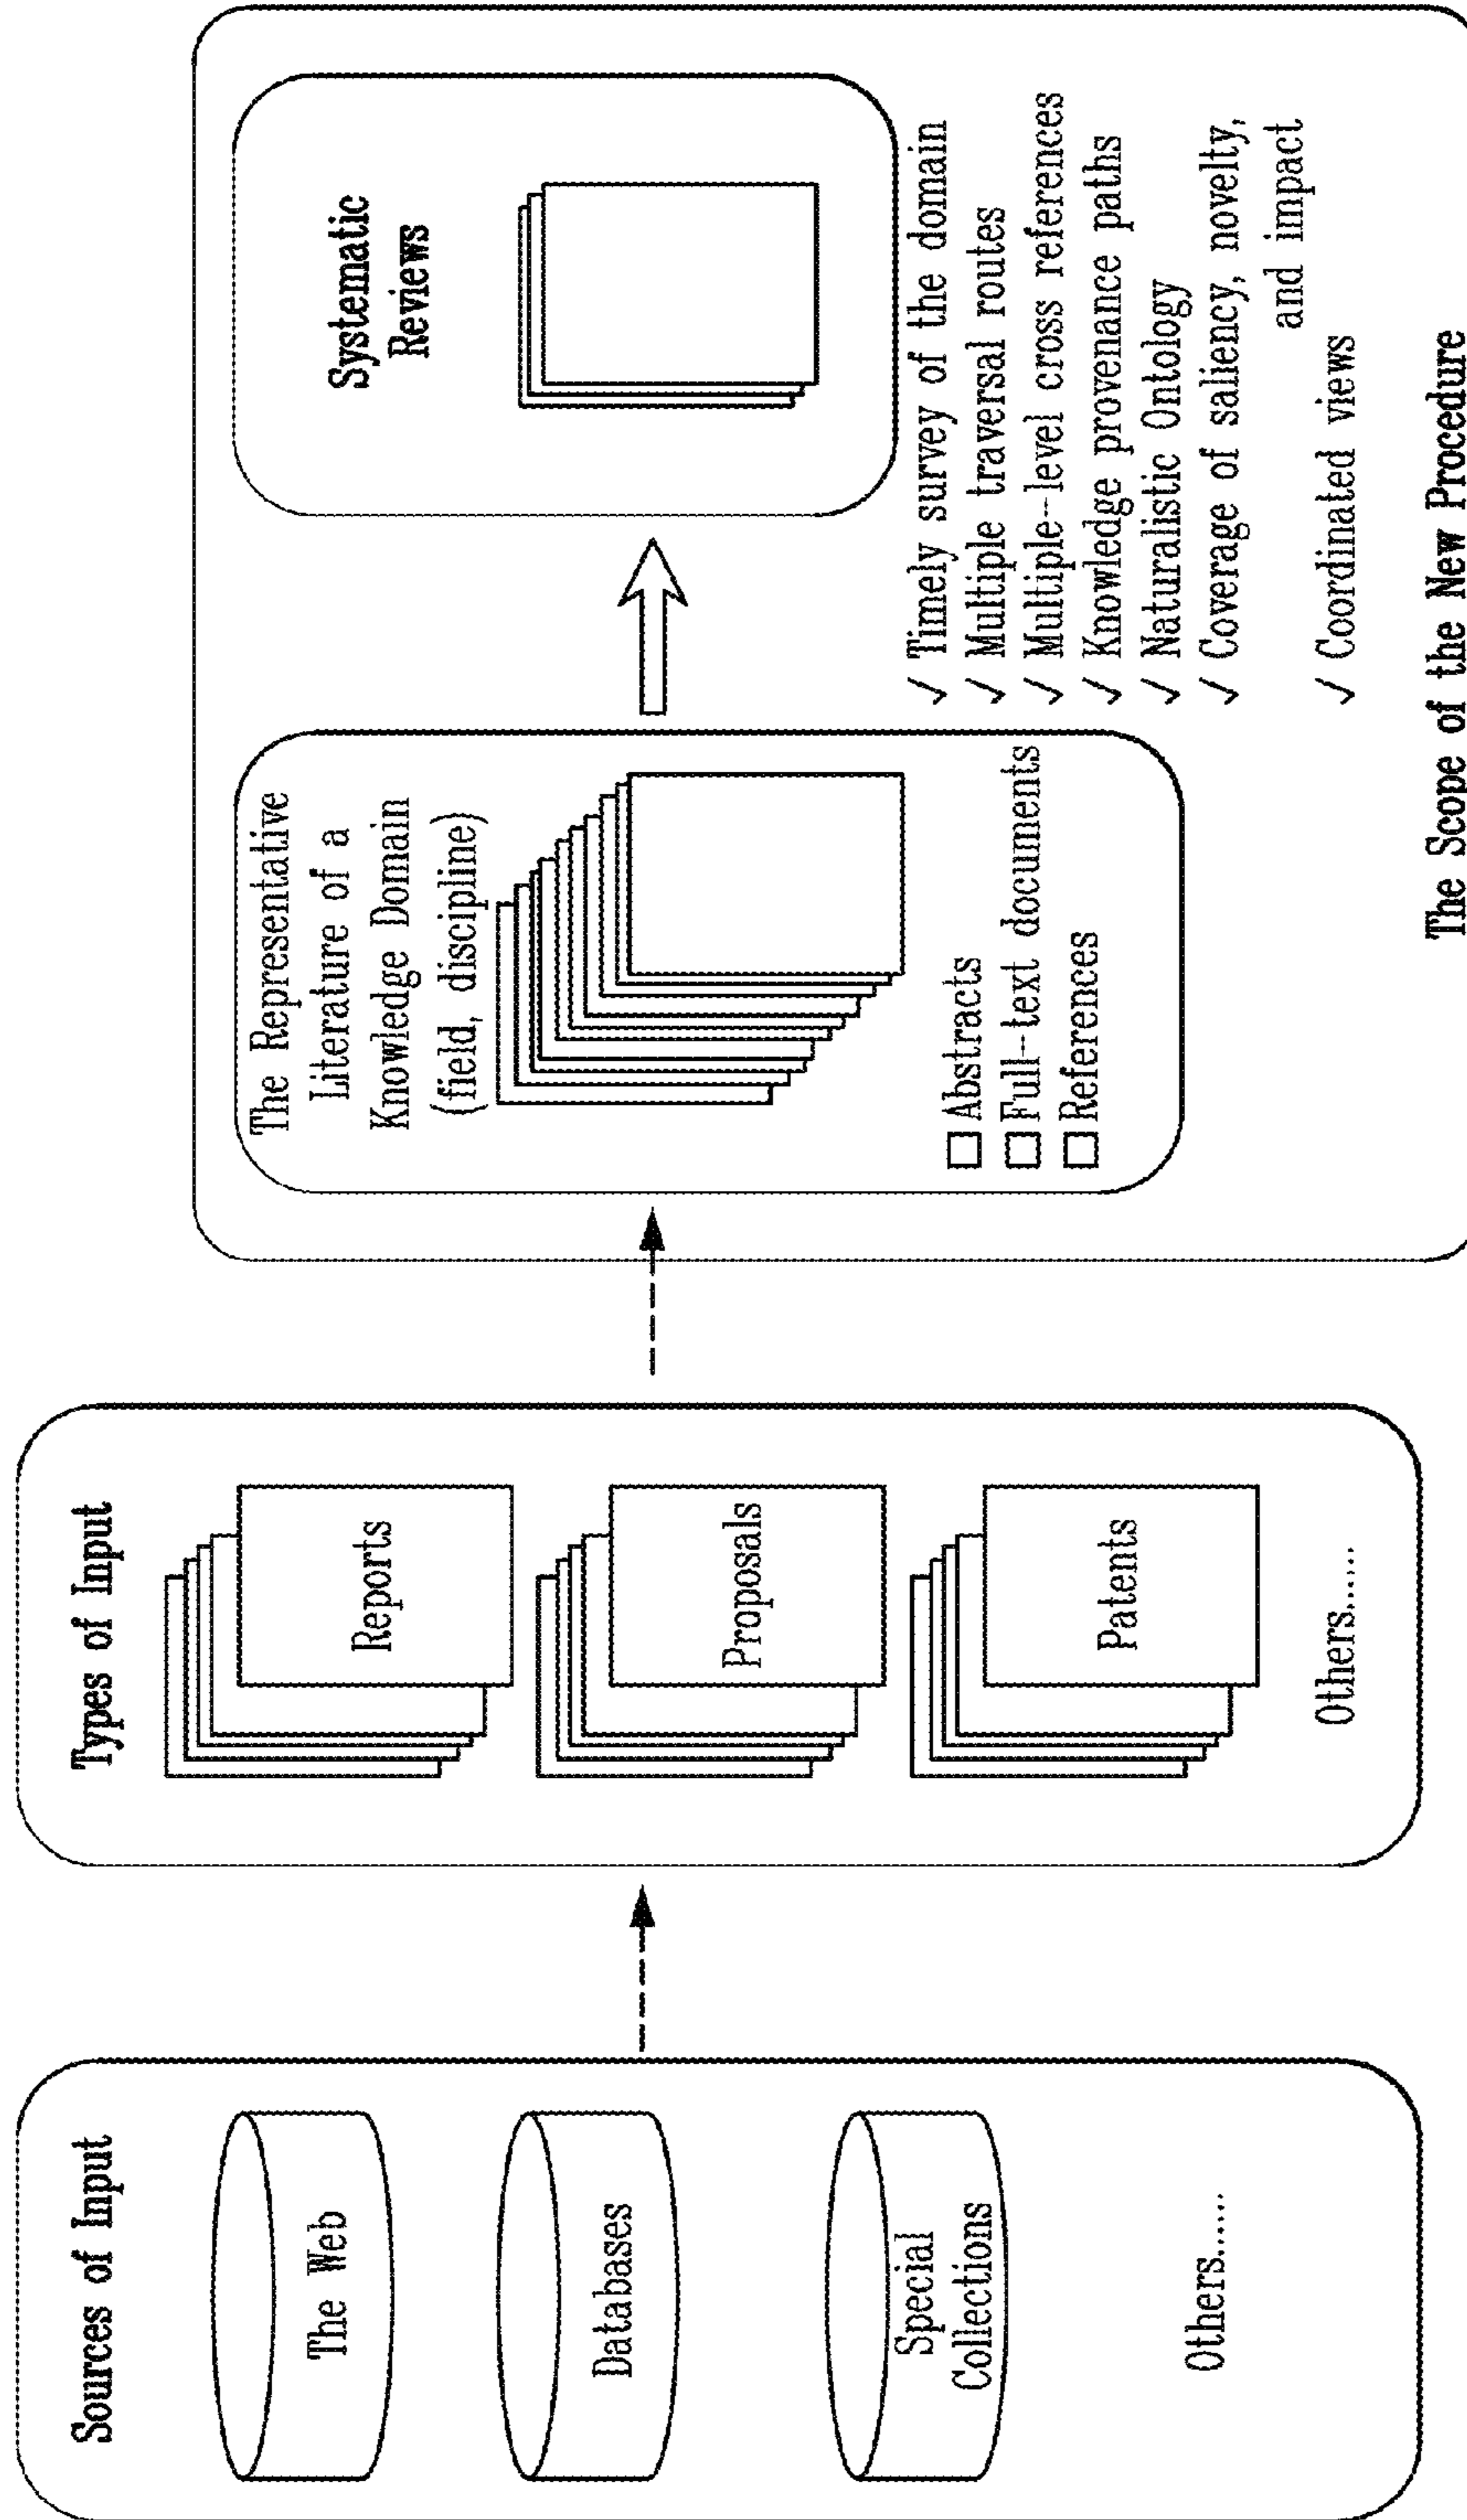 Sources of Input
The Web
Databases
Special
Collections
Others......
Types of Input
Reports
Proposals
Patents
Others......
The Representative
Literature of a
Knowledge Domain
(field, discipline)
Abstracts
Full-text documents
References
Systematic
Reviews
✓ Timely survey of the domain
✓ Multiple traversal routes
✓ Multiple-level cross references
✓ Knowledge provenance paths
✓ Naturalistic Ontology
✓ Coverage of saliency, novelty,
and impact
✓ Coordinated views
The Scope of the New Procedure